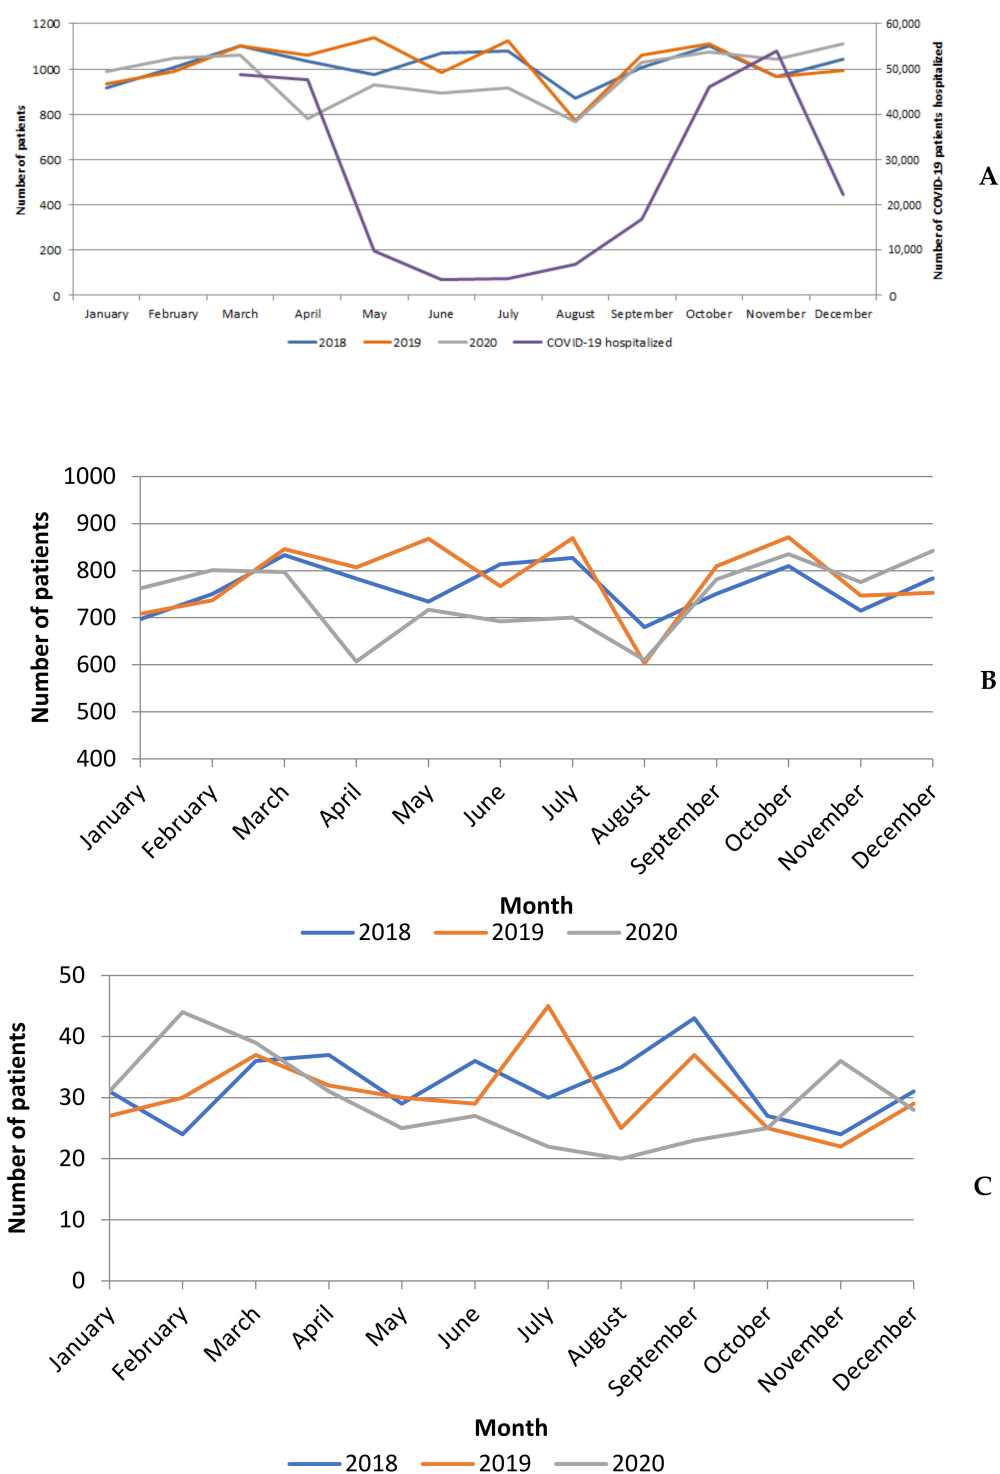 1200
1000
800
600
400
200
0
Number of patients
60,000
50,000
40,000
30,000
20,000
10,000
0
Number of COVID-19 patients hospitalized
A
January February March April May June July August September October November December
2018 2019 2020 COVID-19 hospitalized
1000
900
800
700
600
500
400
Number of patients
B
January February March April May June July August September October November December
Month
2018 2019 2020
50
40
30
20
10
0
Number of patients
C
January February March April May June July August September October November December
Month
2018 2019 2020